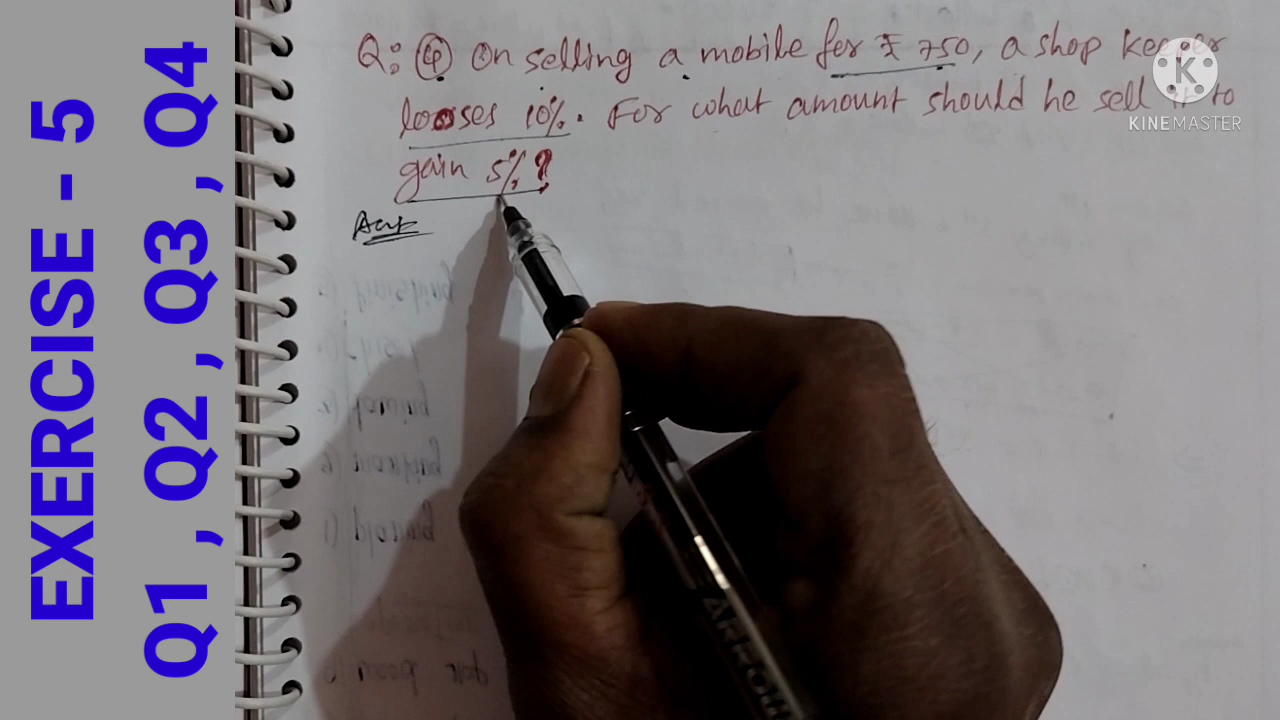 EXERCISE - 5
Q1 , Q2 , Q3 , Q4
Q: ④ On selling a mobile for ₹ 750, a shop keeper
looses 10%. For what amount should he sell it to
gain 5%?
Ans
K
KINEMASTER
ARROW